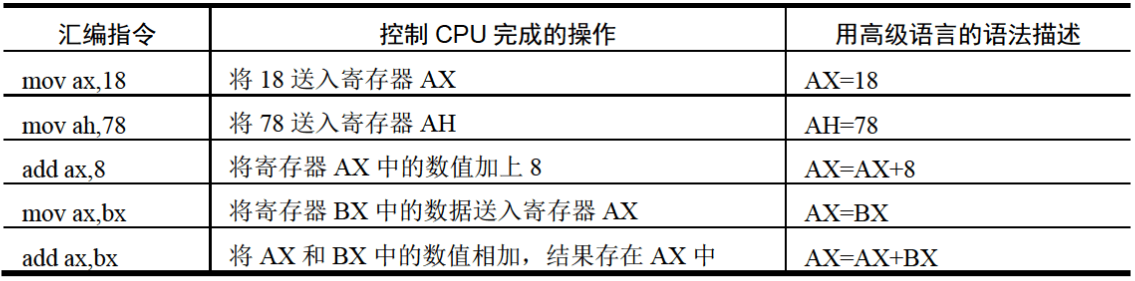 汇编指令 控制 CPU 完成的操作 用高级语言的语法描述
mov ax,18 将 18 送入寄存器 AX AX=18
mov ah,78 将 78 送入寄存器 AH AH=78
add ax,8 将寄存器 AX 中的数值加上 8 AX=AX+8
mov ax,bx 将寄存器 BX 中的数据送入寄存器 AX AX=BX
add ax,bx 将 AX 和 BX 中的数值相加，结果存在 AX 中 AX=AX+BX